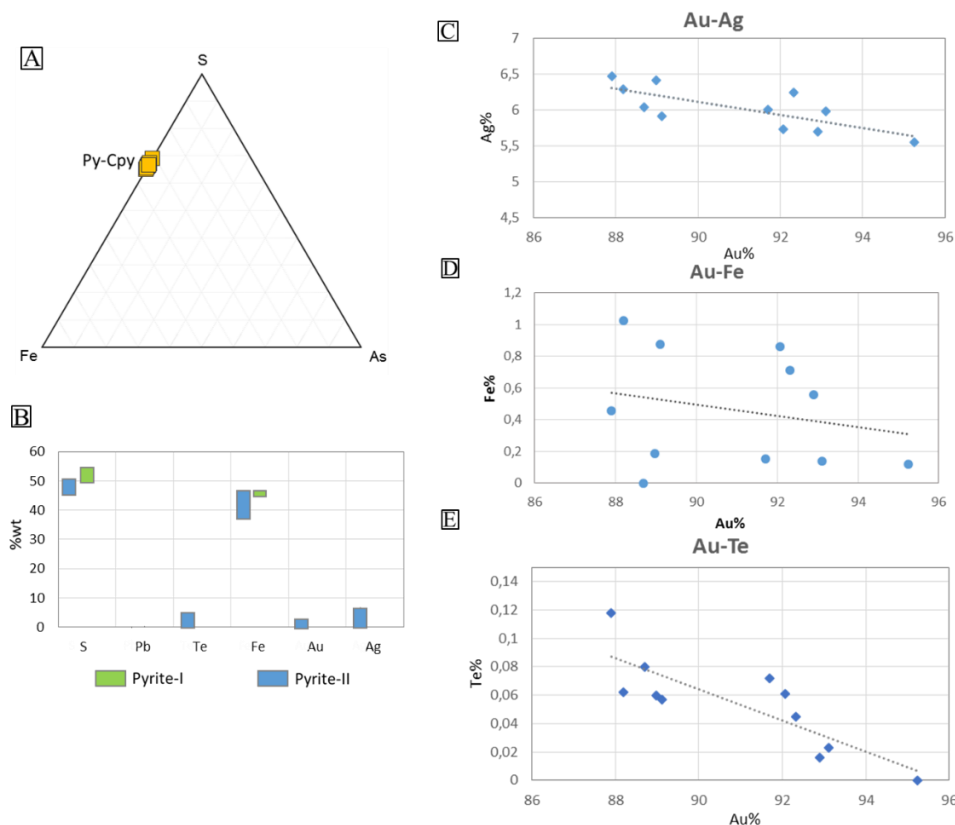 A
S
Py-Cpy
Fe
As
B
60
50
40
30
20
10
0
%wt
S
Pb
Te
Fe
Au
Ag
Pyrite-I
Pyrite-II
C
Au-Ag
7
6,5
6
5,5
5
4,5
Ag%
86
88
90
92
94
96
Au%
D
Au-Fe
1,2
1
0,8
0,6
0,4
0,2
0
Fe%
86
88
90
92
94
96
Au%
E
Au-Te
0,14
0,12
0,1
0,08
0,06
0,04
0,02
0
Te%
86
88
90
92
94
96
Au%